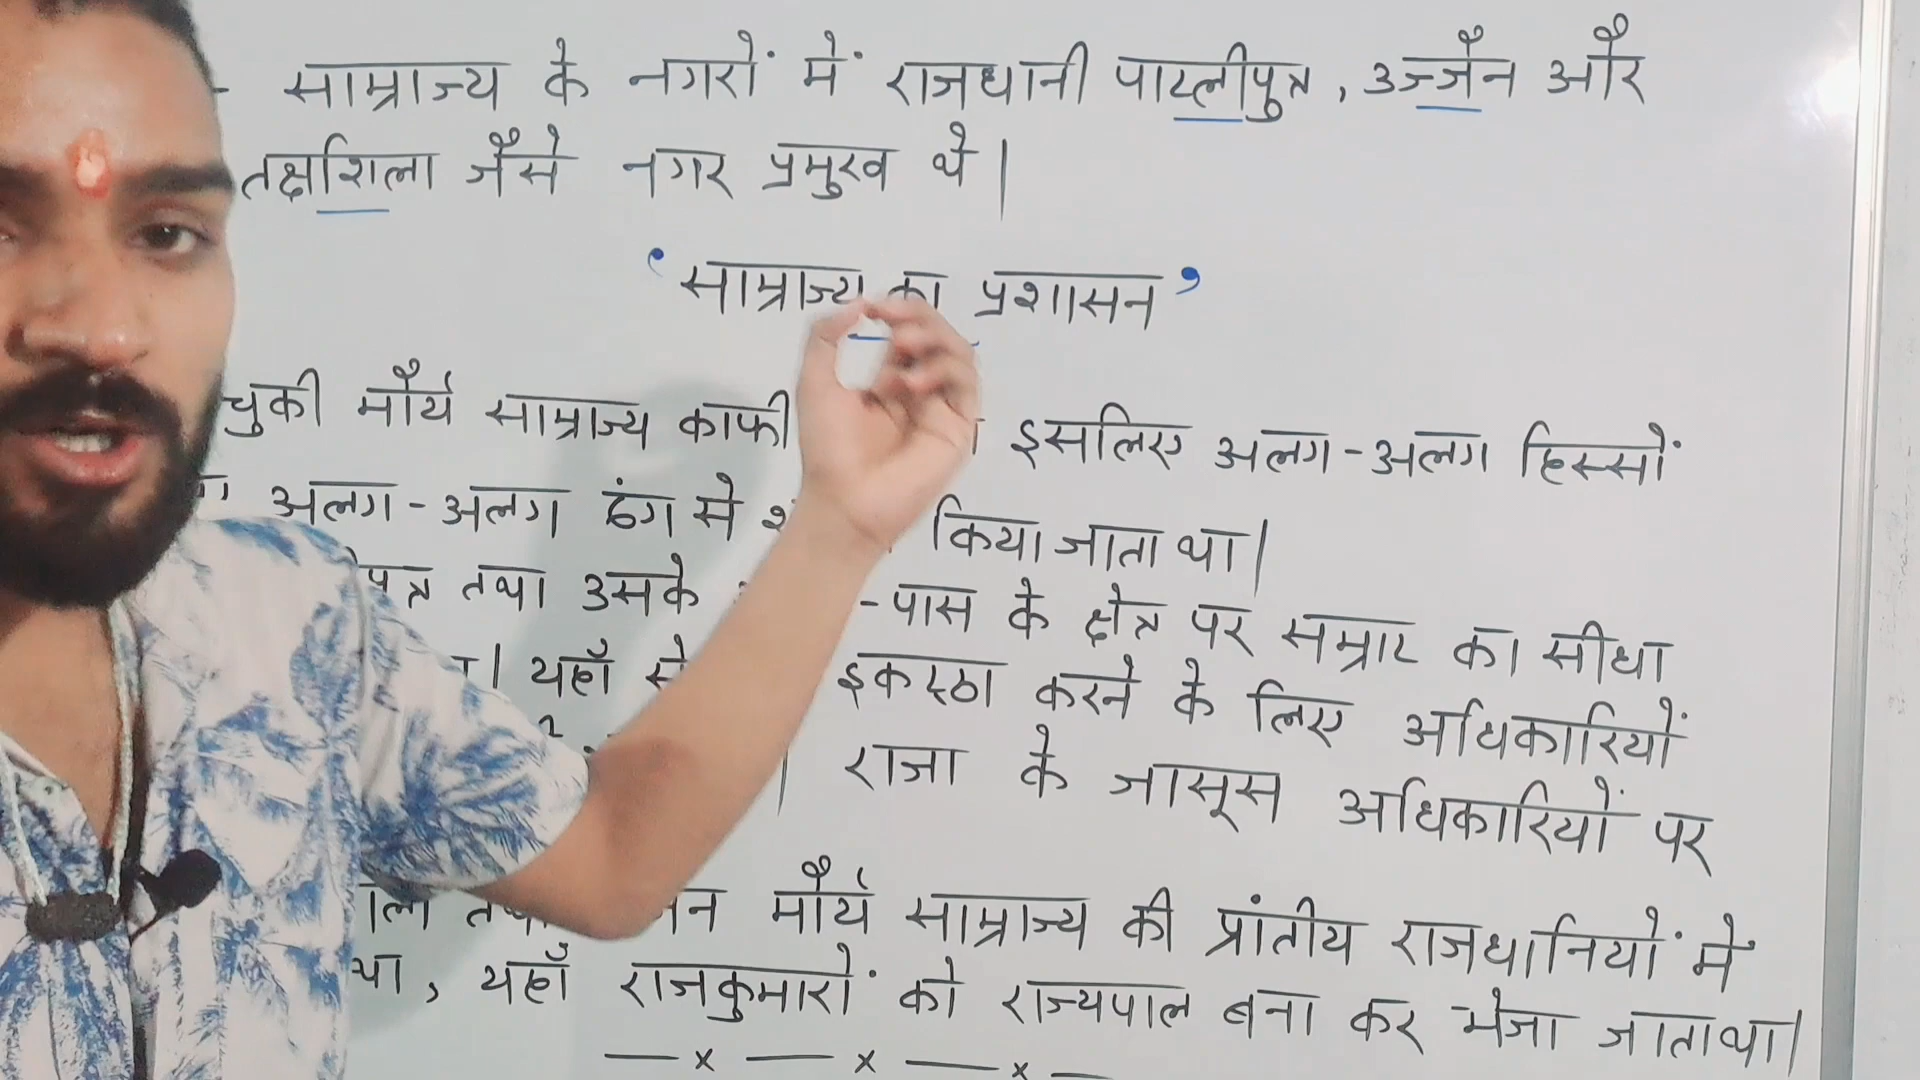 - साम्राज्य के नगरों में राजधानी पाटलीपुत्र, उज्जैन और
तक्षशिला जैसे नगर प्रमुख थे।
‘साम्राज्य का प्रशासन’
चुकी मौर्य साम्राज्य काफी इसलिए अलग-अलग हिस्सों
अलग-अलग ढंग से किया जाता था।
तथा उसके -पास के क्षेत्र पर सम्राट का सीधा
यहाँ से इकट्ठा करने के लिए अधिकारियों
राजा के जासूस अधिकारियों पर
मौर्य साम्राज्य की प्रांतीय राजधानियों में
था, यहाँ राजकुमारों को राज्यपाल बना कर भेजा जाता था।
— x — x — x —